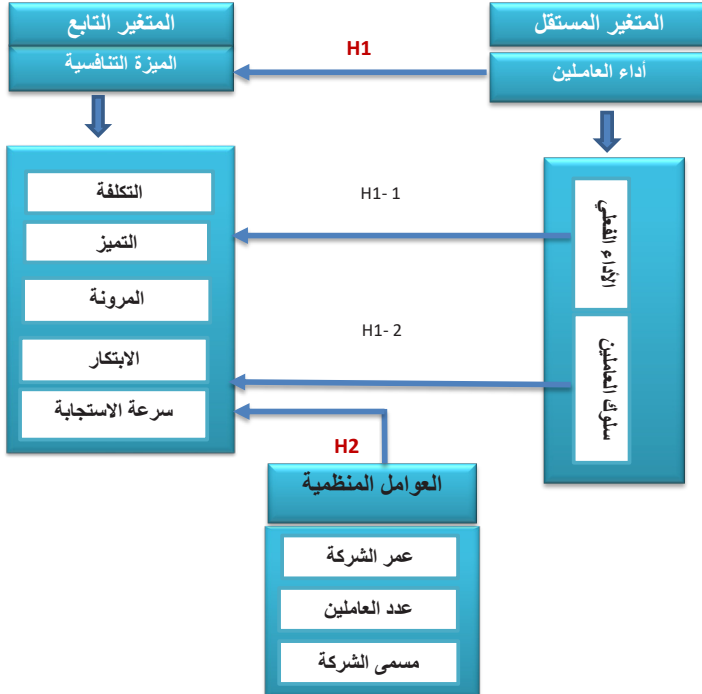 المتغير المستقل
المتغير التابع
أداء العاملين
H1
الميزة التنافسية
التكلفة
H1- 1
الأداء الفعلي
التميز
المرونة
H1- 2
سلوك العاملين
الابتكار
سرعة الاستجابة
H2
العوامل المنظمية
عمر الشركة
عدد العاملين
مسمى الشركة